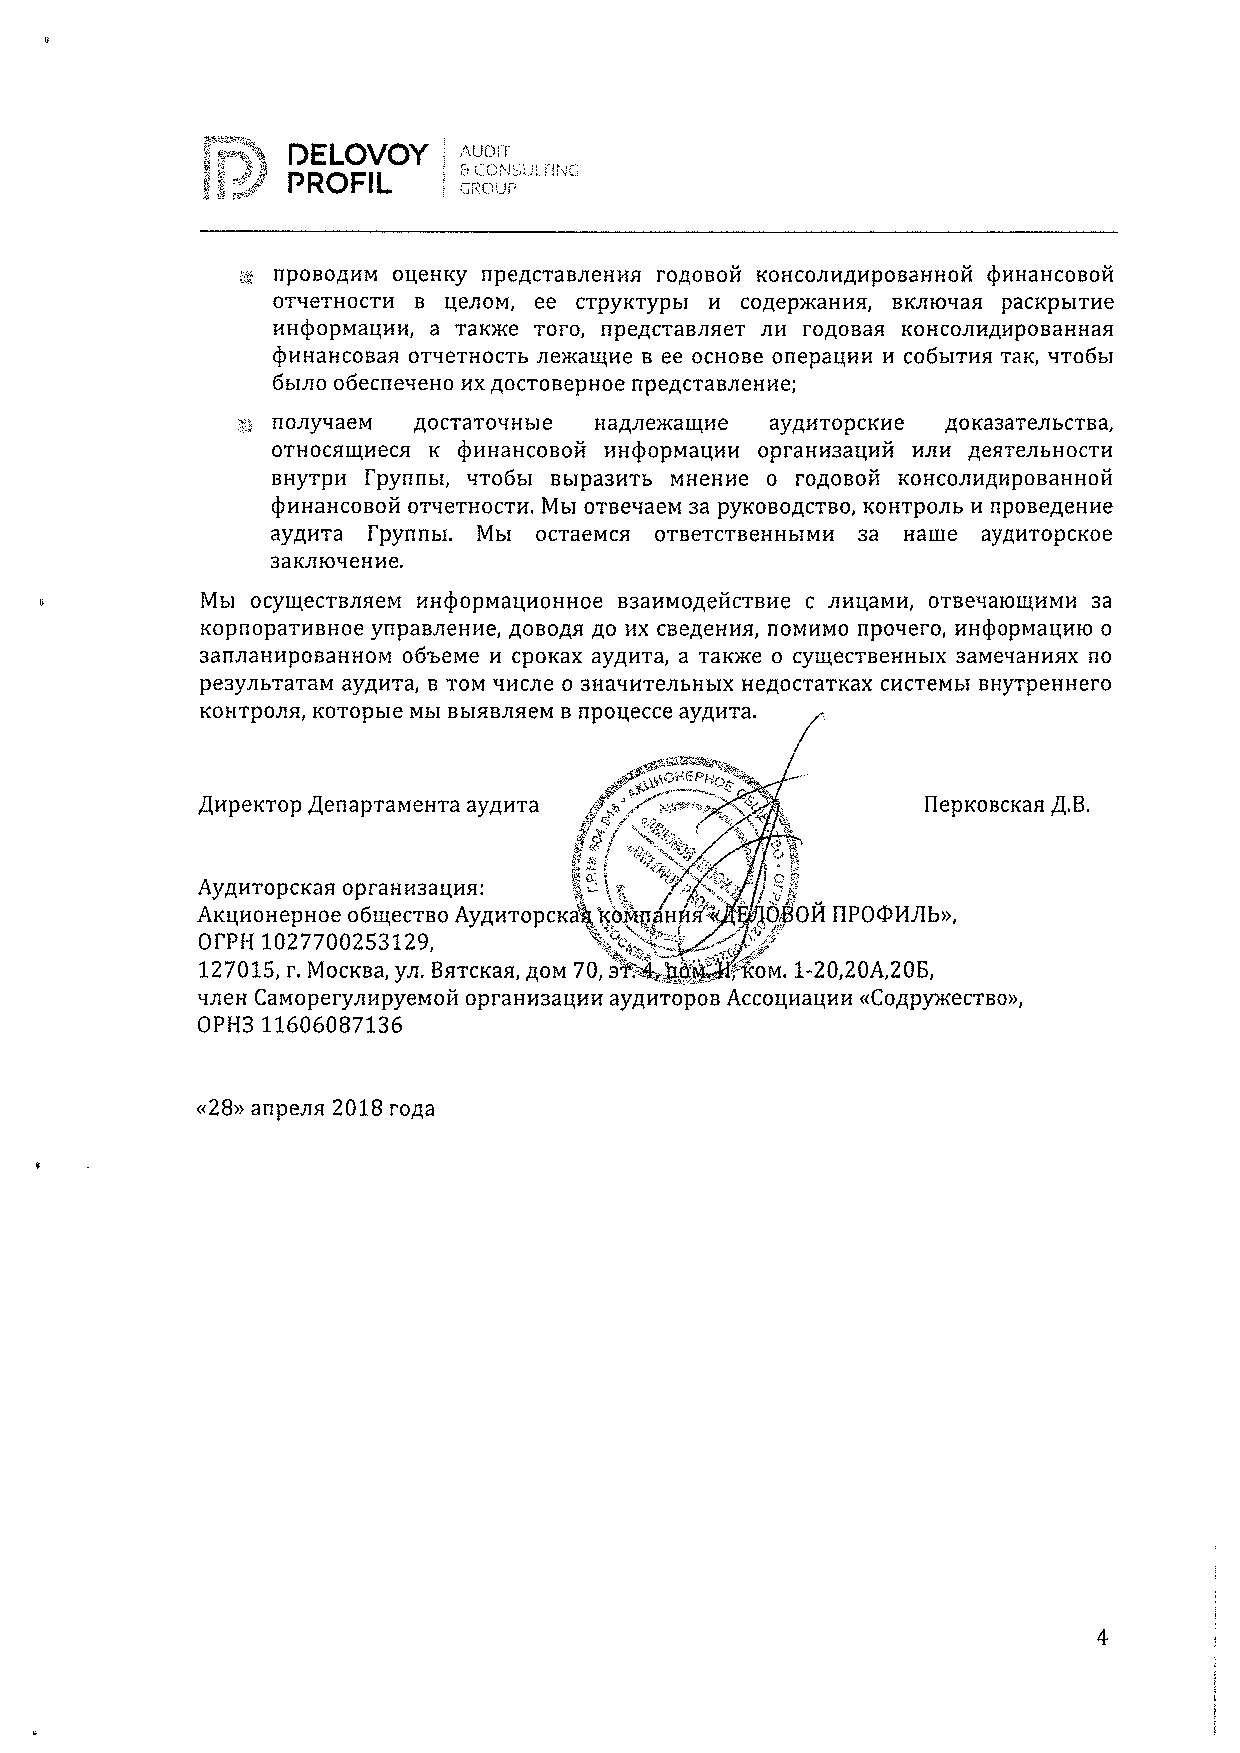 DELOVOY
PROFIL
AUDIT
& CONSULTING
GROUP
проводим оценку представления годовой консолидированной финансовой
отчетности в целом, ее структуры и содержания, включая раскрытие
информации, а также того, представляет ли годовая консолидированная
финансовая отчетность лежащие в ее основе операции и события так, чтобы
было обеспечено их достоверное представление;
получаем достаточные надлежащие аудиторские доказательства,
относящиеся к финансовой информации организаций или деятельности
внутри Группы, чтобы выразить мнение о годовой консолидированной
финансовой отчетности. Мы отвечаем за руководство, контроль и проведение
аудита Группы. Мы остаемся ответственными за наше аудиторское
заключение.
Мы осуществляем информационное взаимодействие с лицами, отвечающими за
корпоративное управление, доводя до их сведения, помимо прочего, информацию о
запланированном объеме и сроках аудита, а также о существенных замечаниях по
результатам аудита, в том числе о значительных недостатках системы внутреннего
контроля, которые мы выявляем в процессе аудита.
АКЦИОНЕРНОЕ
Директор Департамента аудита Перковская Д.В.
Аудиторская организация:
Акционерное общество Аудиторская компания «ДЕЛОВОЙ ПРОФИЛЬ»,
ОГРН 1027700253129,
127015, г. Москва, ул. Вятская, дом 70, эт. 4, пом. II, ком. 1-20,20А,20Б,
член Саморегулируемой организации аудиторов Ассоциации «Содружество»,
ОРНЗ 11606087136
«28» апреля 2018 года
4